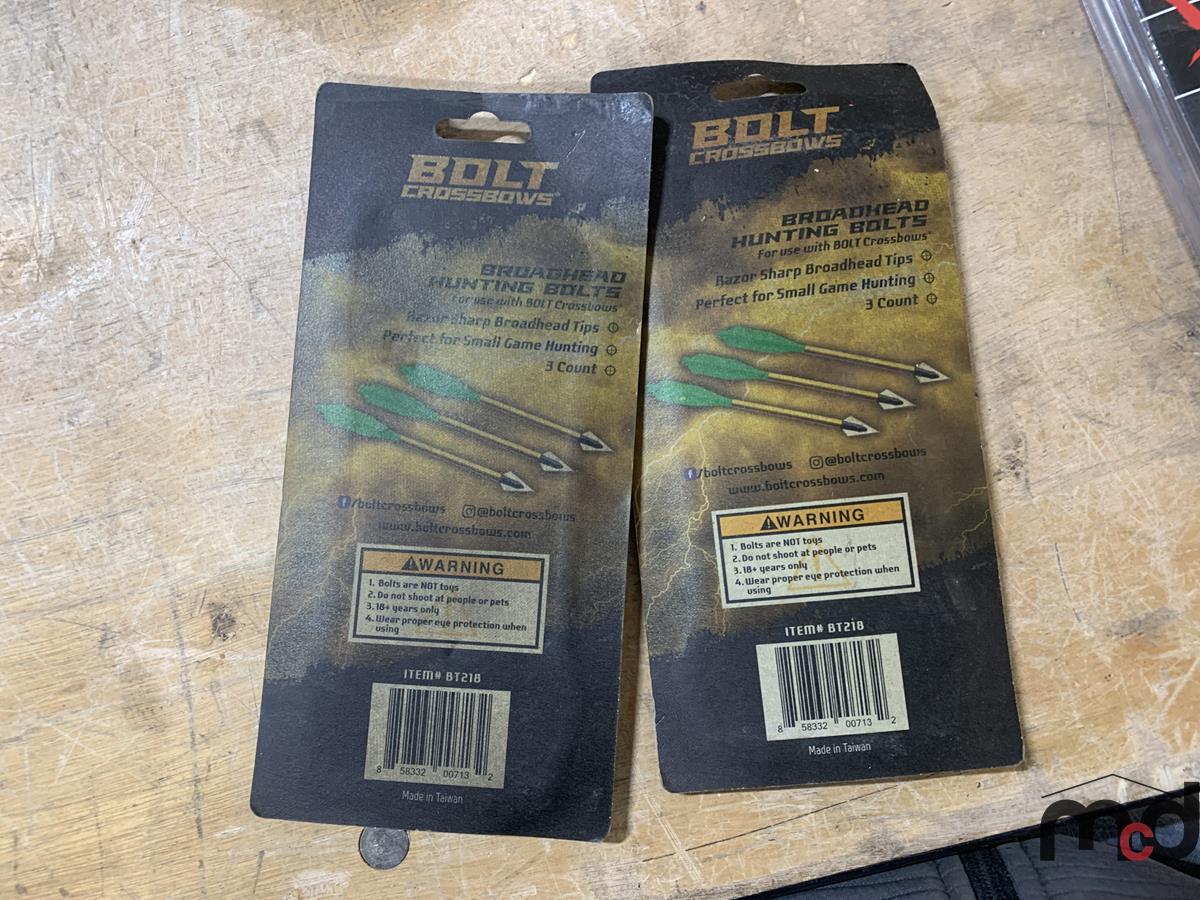 BOLT
CROSSBOWS
BROADHEAD
HUNTING BOLTS
For use with BOLT Crossbows™
Razor Sharp Broadhead Tips
Perfect for Small Game Hunting
3 Count
/boltcrossbows @boltcrossbows
www.boltcrossbows.com
WARNING
1. Bolts are NOT toys
2. Do not shoot at people or pets
3. 18+ years only
4. Wear proper eye protection when
using
ITEM# BT218
8 58332 00713 2
Made in Taiwan
BOLT
CROSSBOWS
BROADHEAD
HUNTING BOLTS
For use with BOLT Crossbows™
Razor Sharp Broadhead Tips
Perfect for Small Game Hunting
3 Count
/boltcrossbows @boltcrossbows
www.boltcrossbows.com
WARNING
1. Bolts are NOT toys
2. Do not shoot at people or pets
3. 18+ years only
4. Wear proper eye protection when
using
ITEM# BT218
8 58332 00713 2
Made in Taiwan
mcd